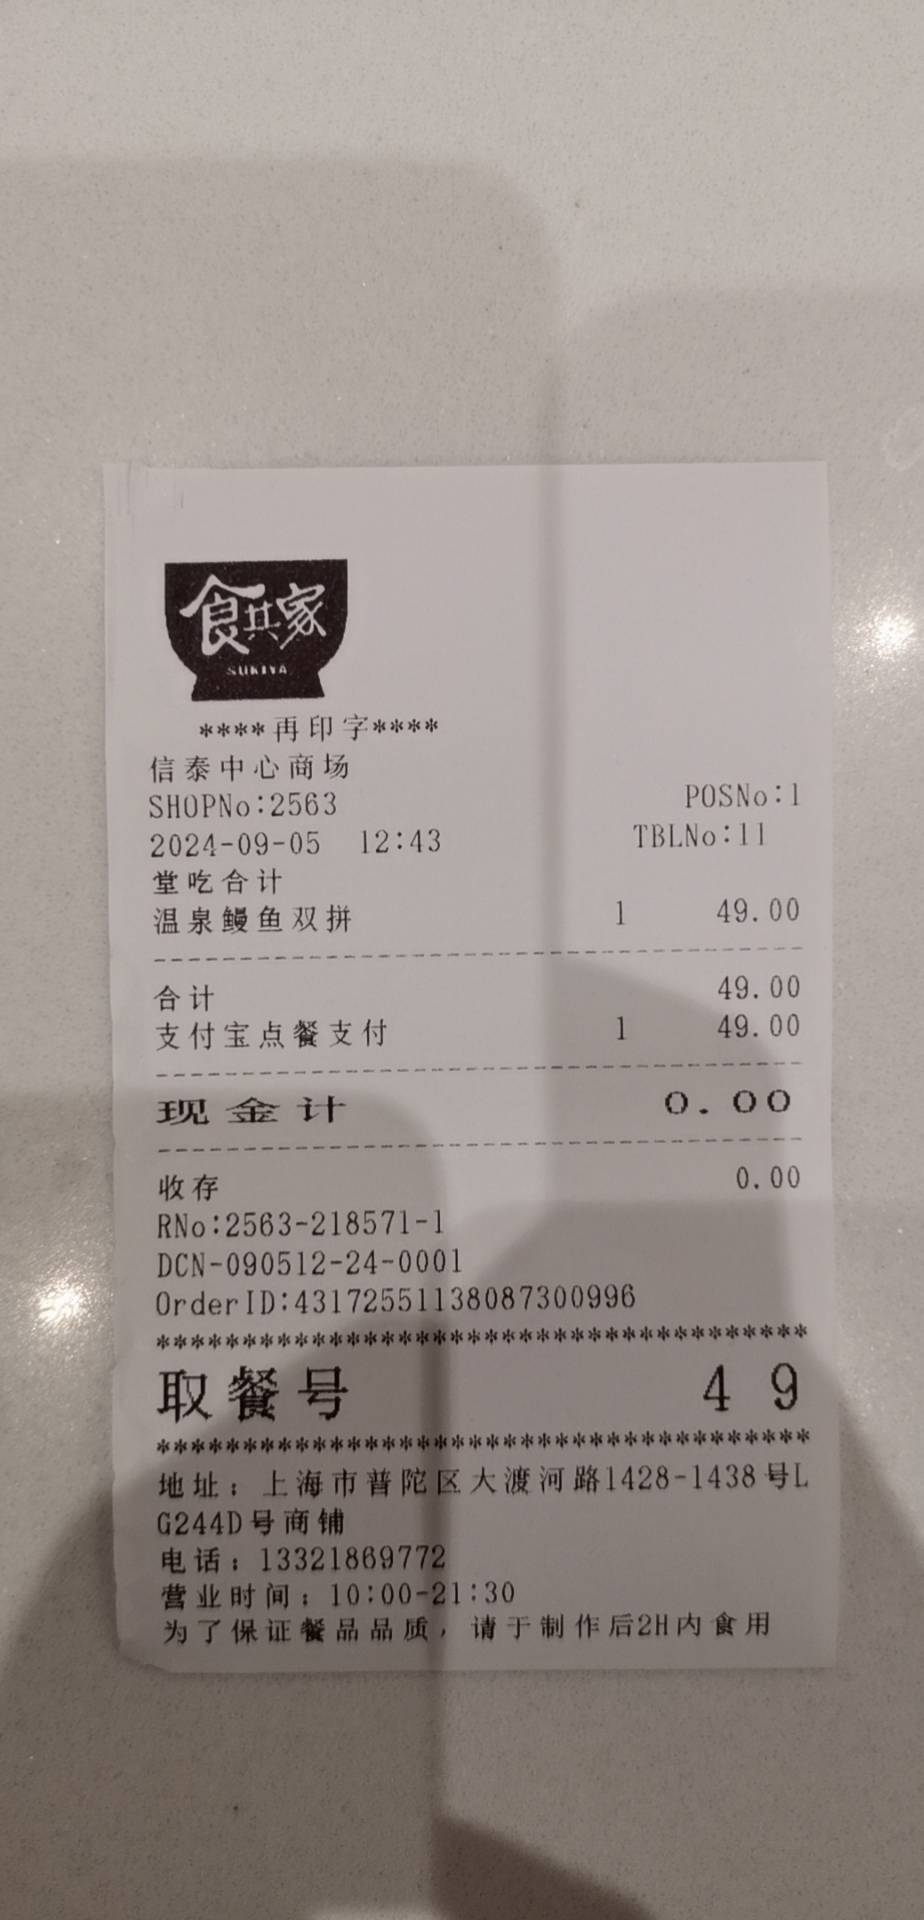 食其家
SUKIYA
****再印字****
信泰中心商场
SHOPNo:2563 POSNo:1
2024-09-05 12:43 TBLNo:11
堂吃合计
温泉鳗鱼双拼 1 49.00
合计 49.00
支付宝点餐支付 1 49.00
现金计 0.00
收存 0.00
RNo:2563-218571-1
DCN-090512-24-0001
OrderID:43172551138087300996
**************************************
取餐号 49
**************************************
地址：上海市普陀区大渡河路1428-1438号L
G244D号商铺
电话：13321869772
营业时间：10:00-21:30
为了保证餐品品质，请于制作后2H内食用